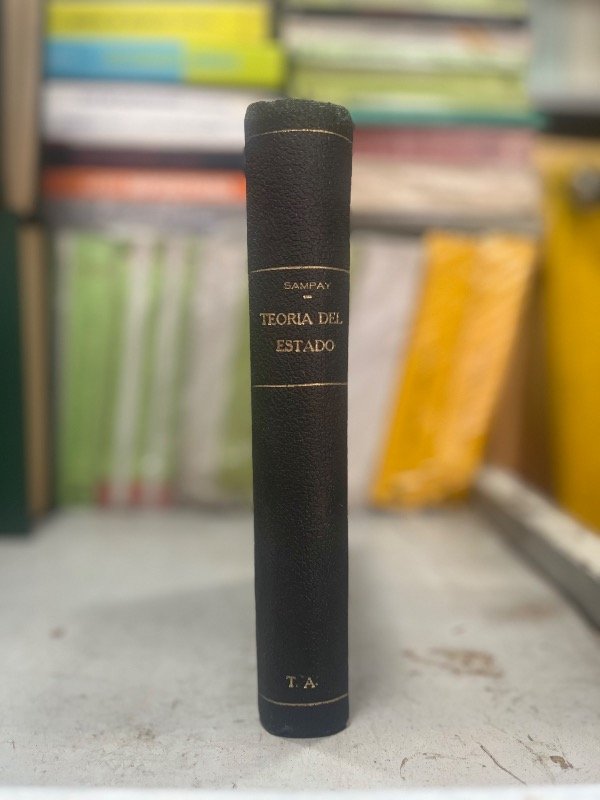 SAMPAY
TEORIA DEL
ESTADO
T. A.